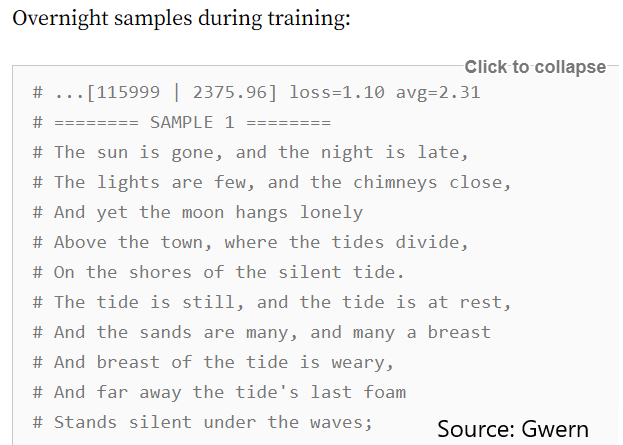 Overnight samples during training:
Click to collapse
# ...[115999 | 2375.96] loss=1.10 avg=2.31
# ======== SAMPLE 1 ========
# The sun is gone, and the night is late,
# The lights are few, and the chimneys close,
# And yet the moon hangs lonely
# Above the town, where the tides divide,
# On the shores of the silent tide.
# The tide is still, and the tide is at rest,
# And the sands are many, and many a breast
# And breast of the tide is weary,
# And far away the tide's last foam
# Stands silent under the waves;
Source: Gwern